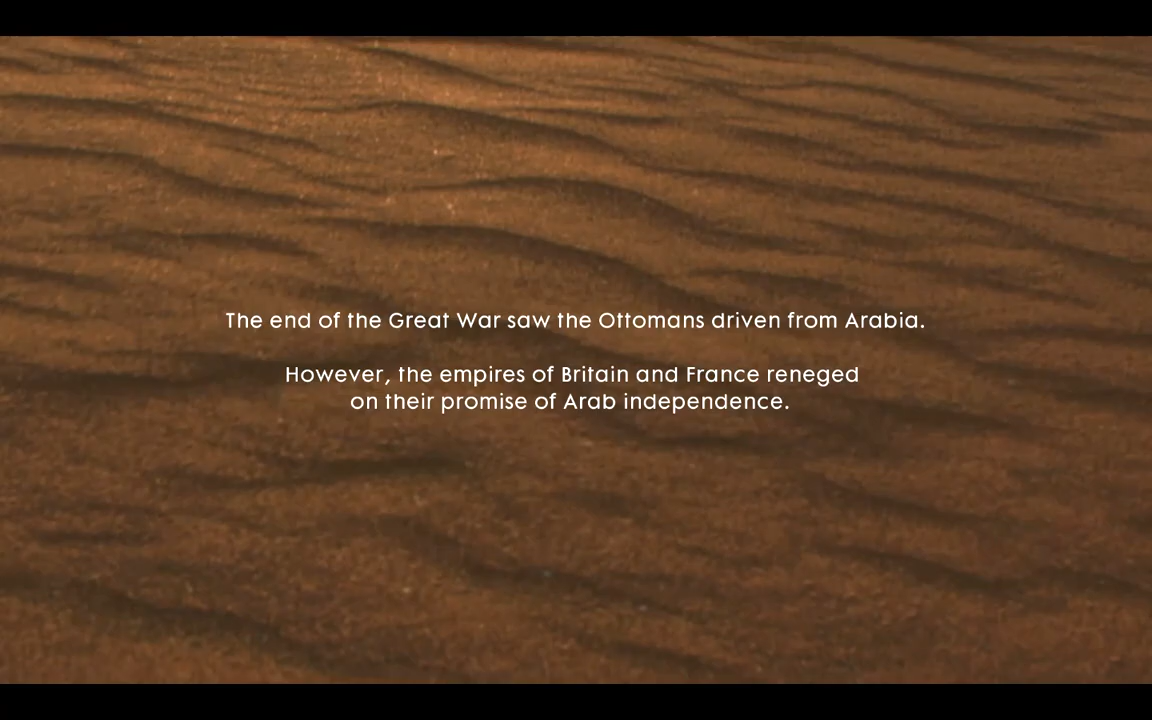 The end of the Great War saw the Ottomans driven from Arabia.
However, the empires of Britain and France reneged
on their promise of Arab independence.